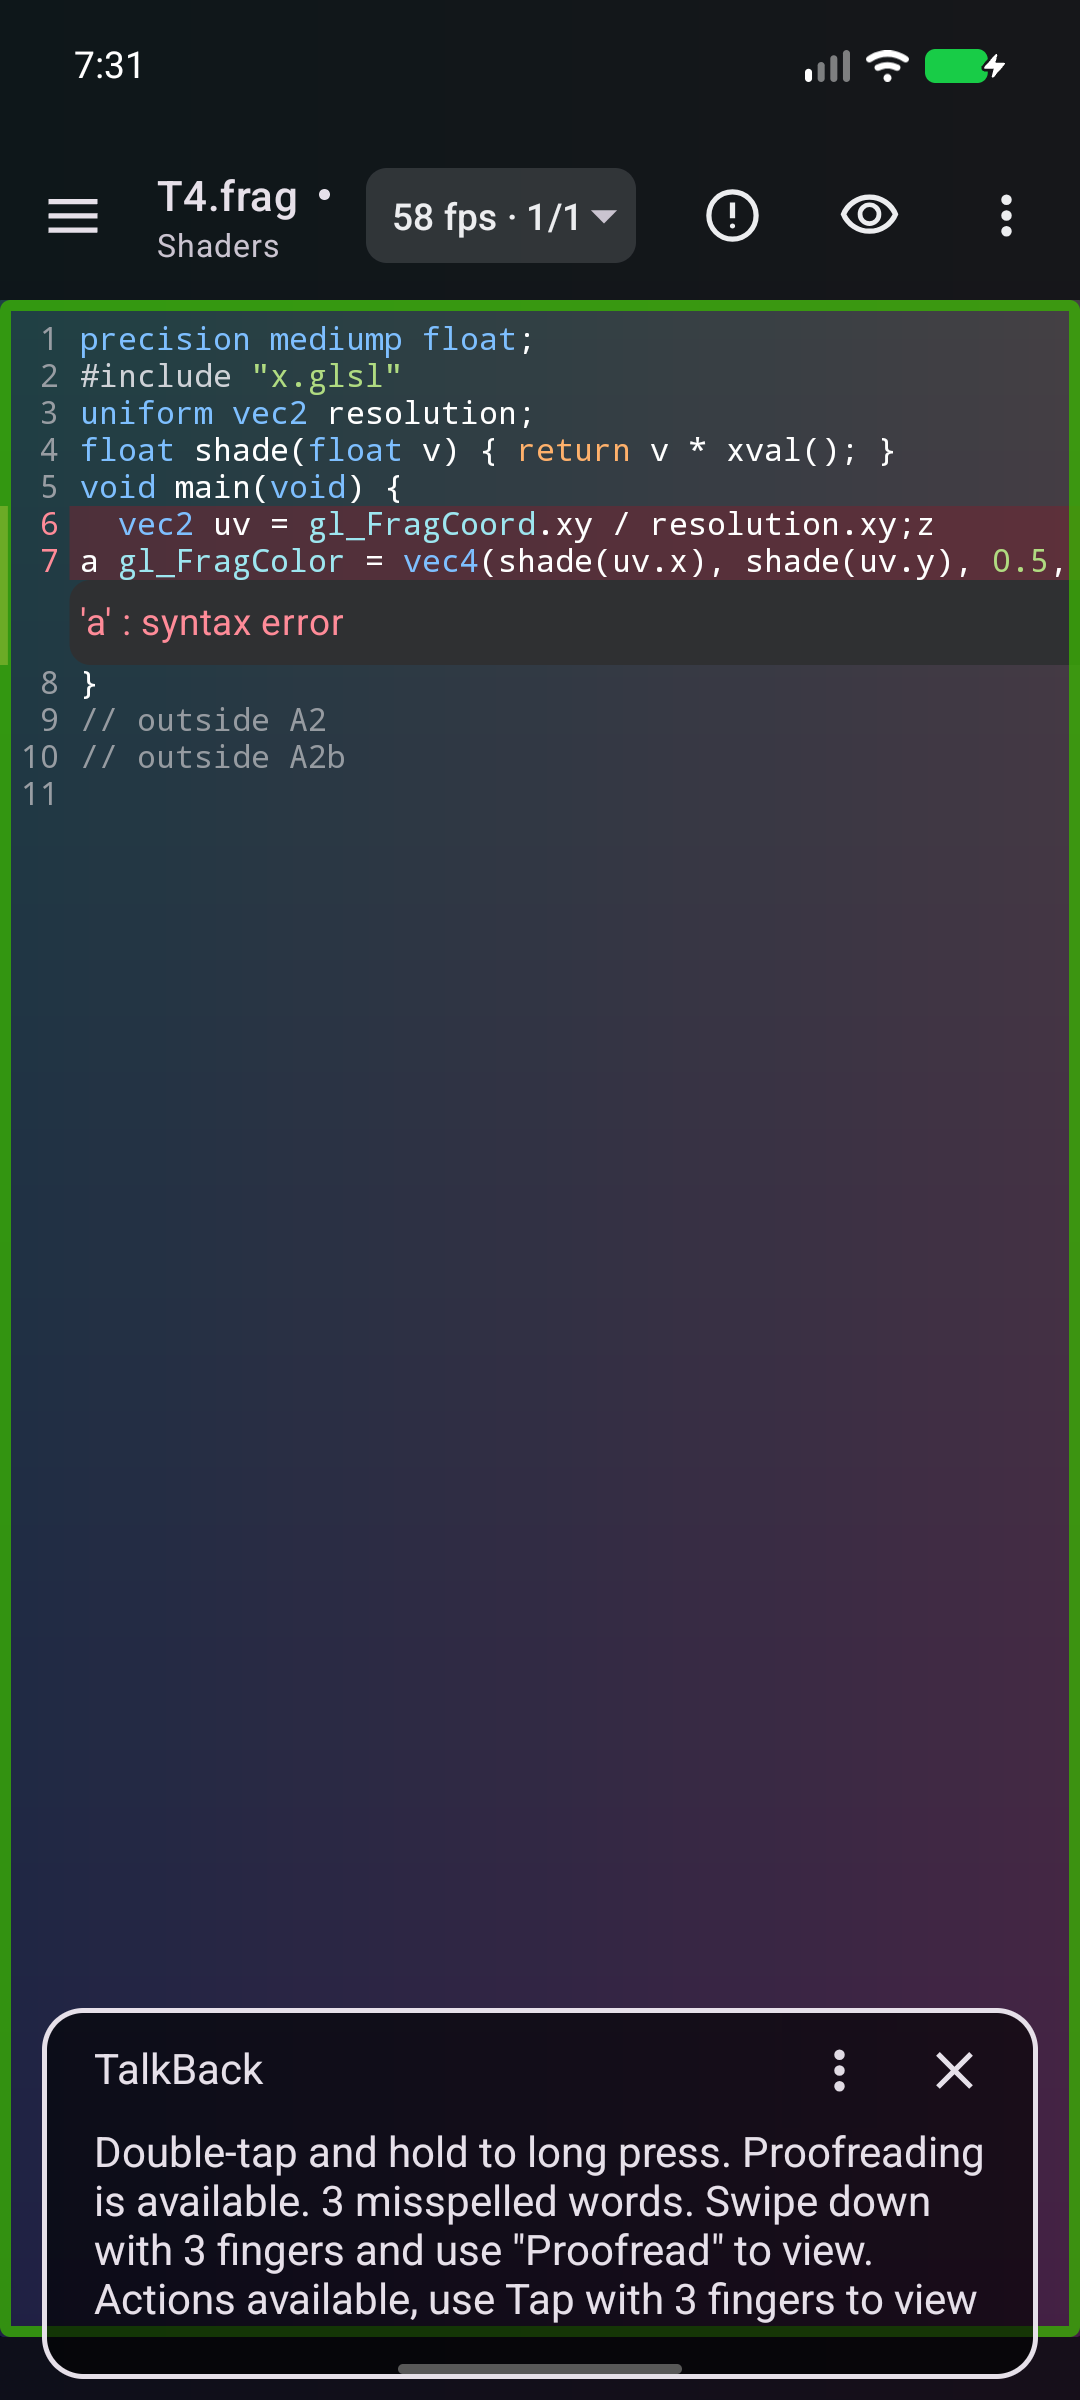 7:31
T4.frag •
Shaders
58 fps · 1/1
1 precision mediump float;
2 #include "x.glsl"
3 uniform vec2 resolution;
4 float shade(float v) { return v * xval(); }
5 void main(void) {
6   vec2 uv = gl_FragCoord.xy / resolution.xy;z
7 a gl_FragColor = vec4(shade(uv.x), shade(uv.y), 0.5,
'a' : syntax error
8 }
9 // outside A2
10 // outside A2b
11
TalkBack
Double-tap and hold to long press. Proofreading
is available. 3 misspelled words. Swipe down
with 3 fingers and use "Proofread" to view.
Actions available, use Tap with 3 fingers to view